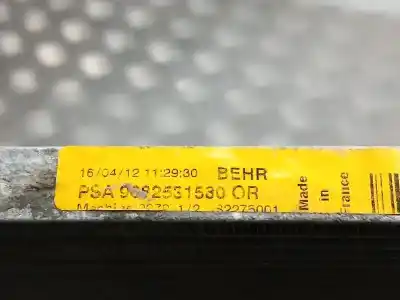 16/04/12 11:29:30 BEHR
PSA 9682531530 OR
Made in France